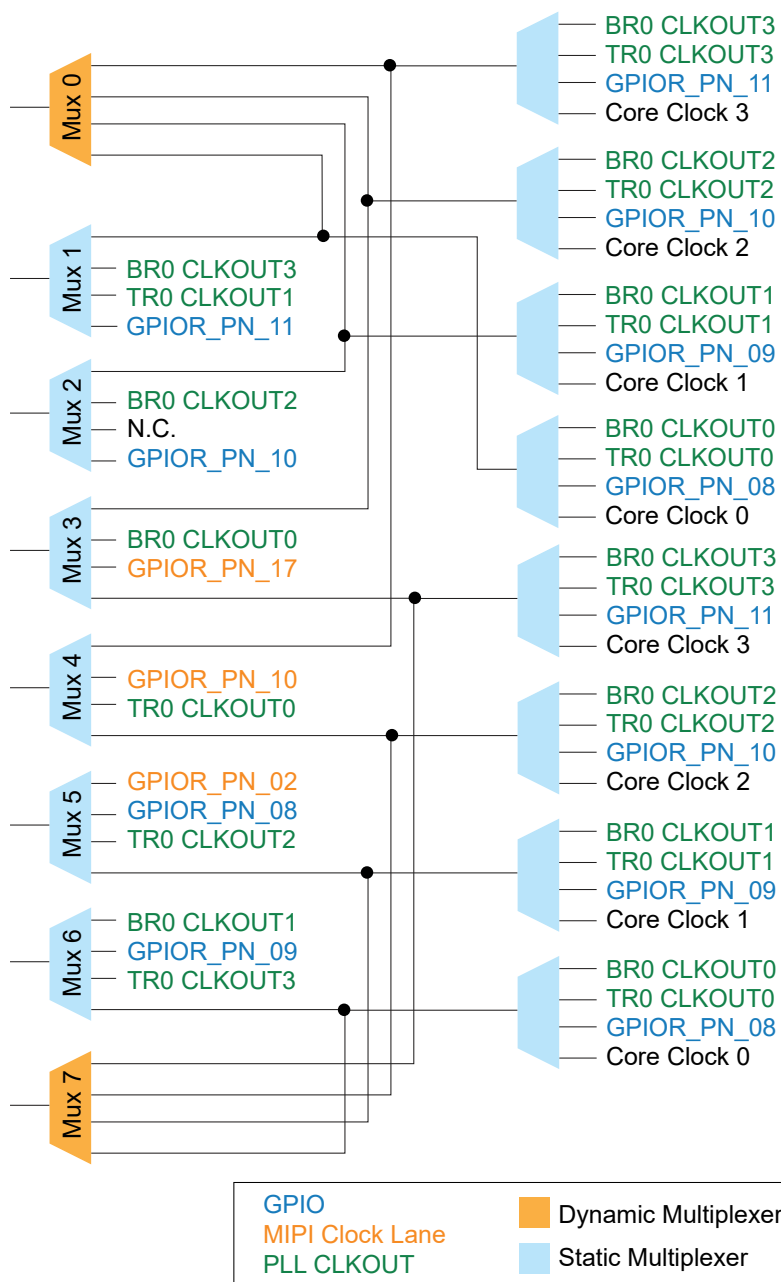 Mux 0
Mux 1
BR0 CLKOUT3
TR0 CLKOUT1
GPIOR_PN_11
Mux 2
BR0 CLKOUT2
N.C.
GPIOR_PN_10
Mux 3
BR0 CLKOUT0
GPIOR_PN_17
Mux 4
GPIOR_PN_10
TR0 CLKOUT0
Mux 5
GPIOR_PN_02
GPIOR_PN_08
TR0 CLKOUT2
Mux 6
BR0 CLKOUT1
GPIOR_PN_09
TR0 CLKOUT3
Mux 7
BR0 CLKOUT3
TR0 CLKOUT3
GPIOR_PN_11
Core Clock 3
BR0 CLKOUT2
TR0 CLKOUT2
GPIOR_PN_10
Core Clock 2
BR0 CLKOUT1
TR0 CLKOUT1
GPIOR_PN_09
Core Clock 1
BR0 CLKOUT0
TR0 CLKOUT0
GPIOR_PN_08
Core Clock 0
BR0 CLKOUT3
TR0 CLKOUT3
GPIOR_PN_11
Core Clock 3
BR0 CLKOUT2
TR0 CLKOUT2
GPIOR_PN_10
Core Clock 2
BR0 CLKOUT1
TR0 CLKOUT1
GPIOR_PN_09
Core Clock 1
BR0 CLKOUT0
TR0 CLKOUT0
GPIOR_PN_08
Core Clock 0
GPIO
MIPI Clock Lane
PLL CLKOUT
Dynamic Multiplexer
Static Multiplexer